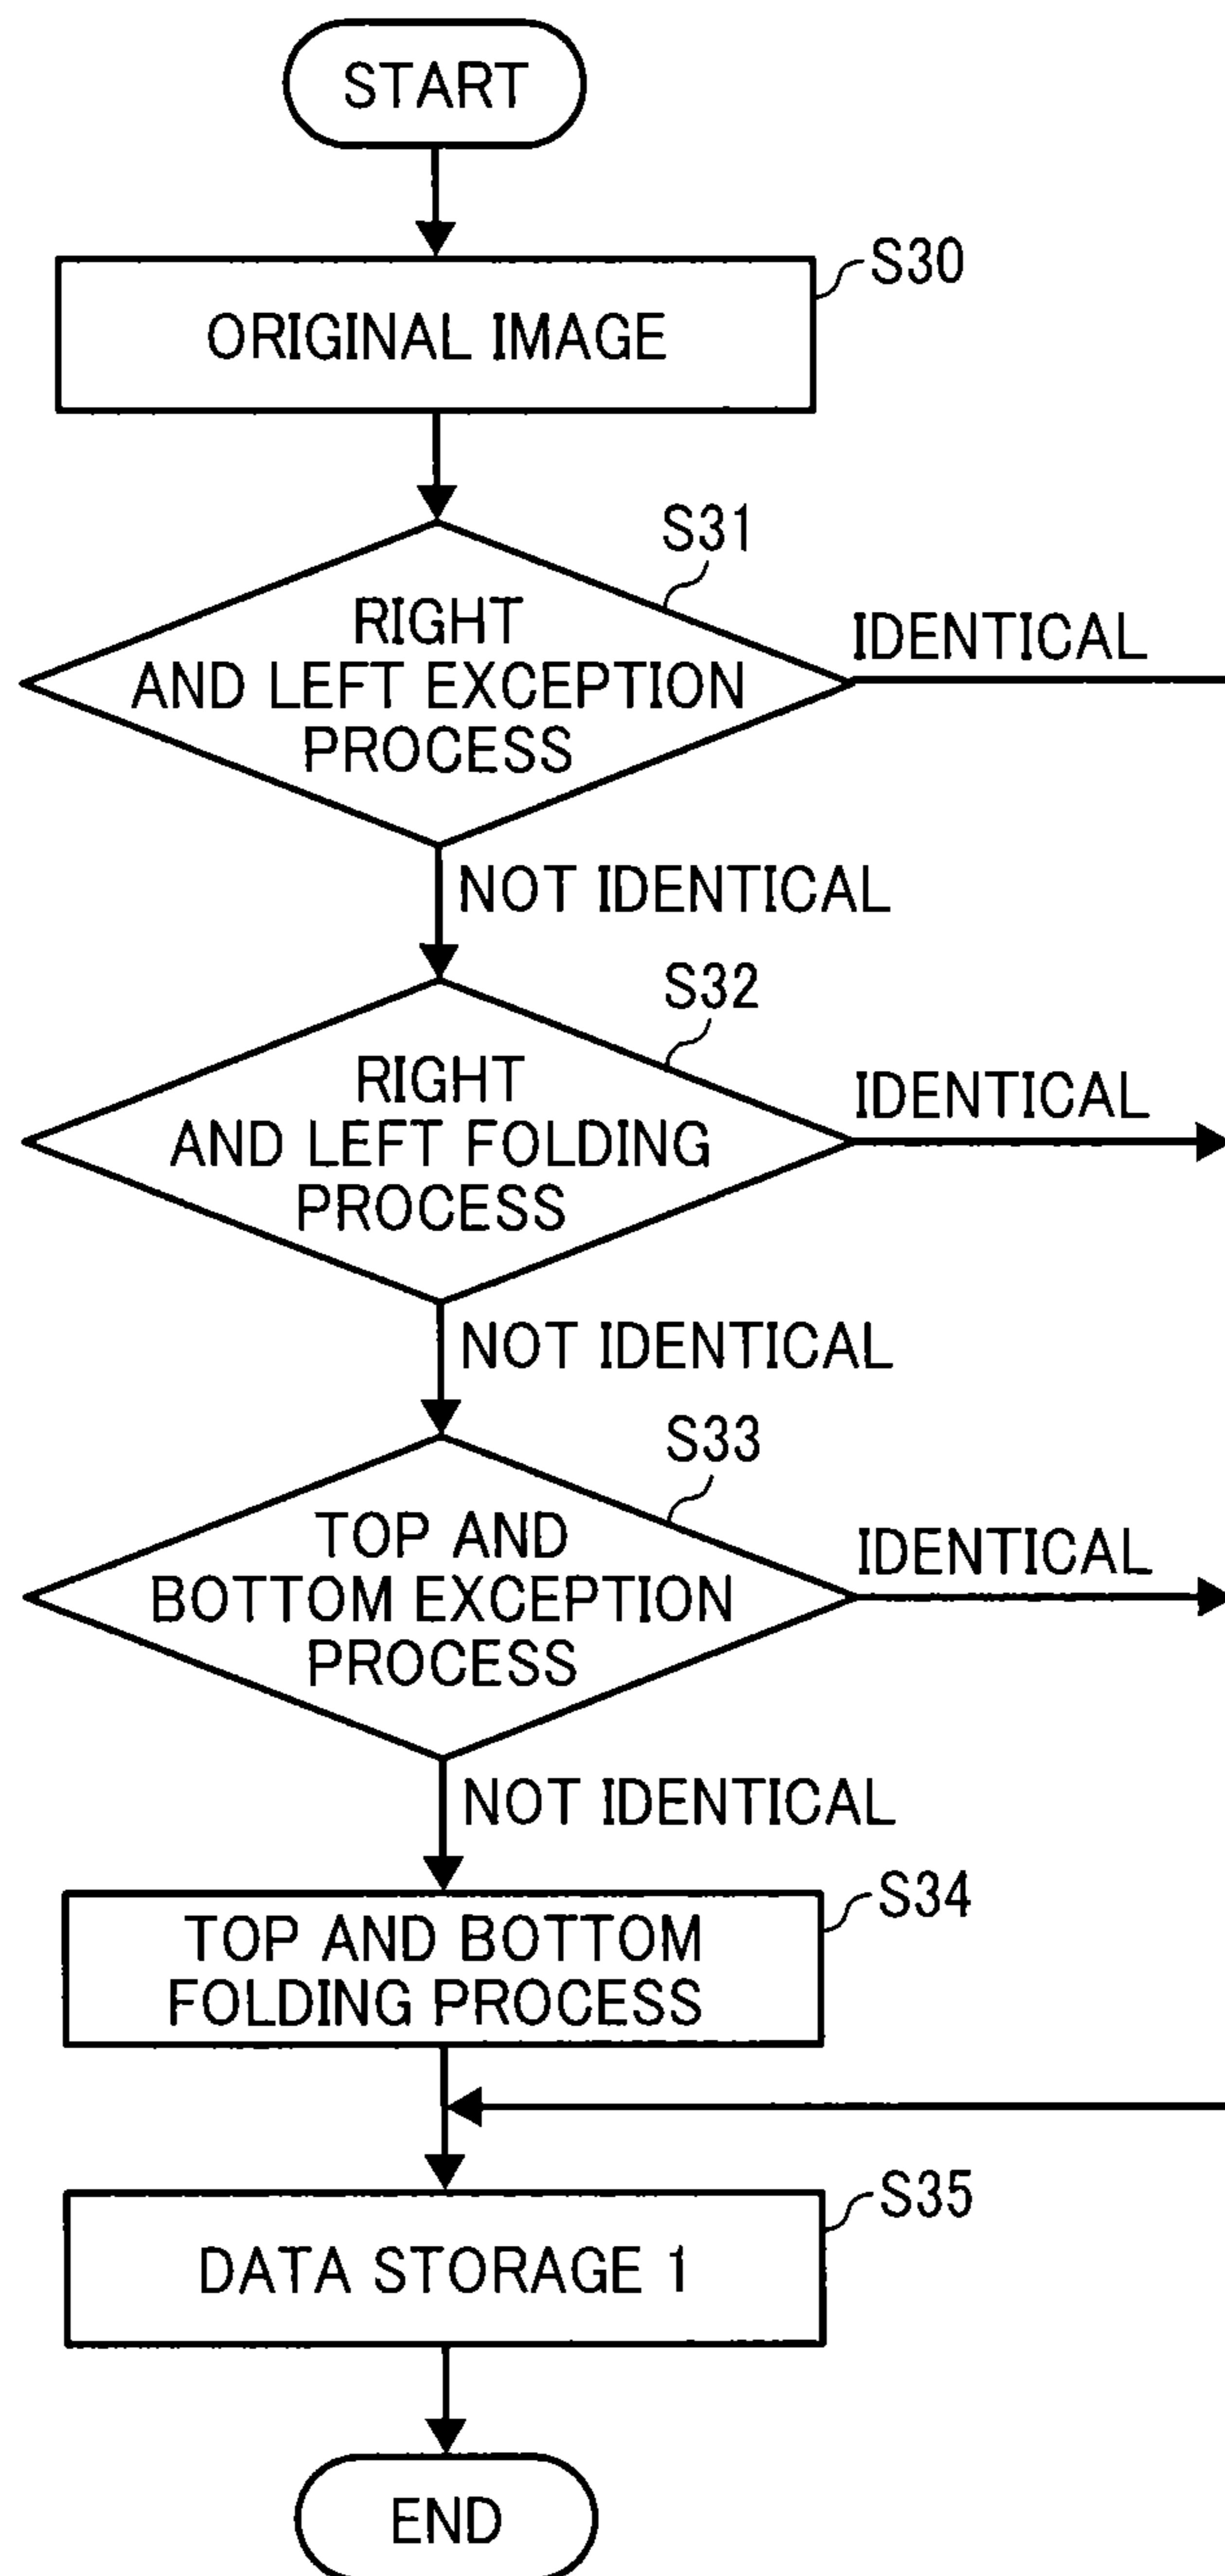 START
S30
ORIGINAL IMAGE
S31
RIGHT
AND LEFT EXCEPTION
PROCESS
IDENTICAL
NOT IDENTICAL
S32
RIGHT
AND LEFT FOLDING
PROCESS
IDENTICAL
NOT IDENTICAL
S33
TOP AND
BOTTOM EXCEPTION
PROCESS
IDENTICAL
NOT IDENTICAL
S34
TOP AND BOTTOM
FOLDING PROCESS
S35
DATA STORAGE 1
END